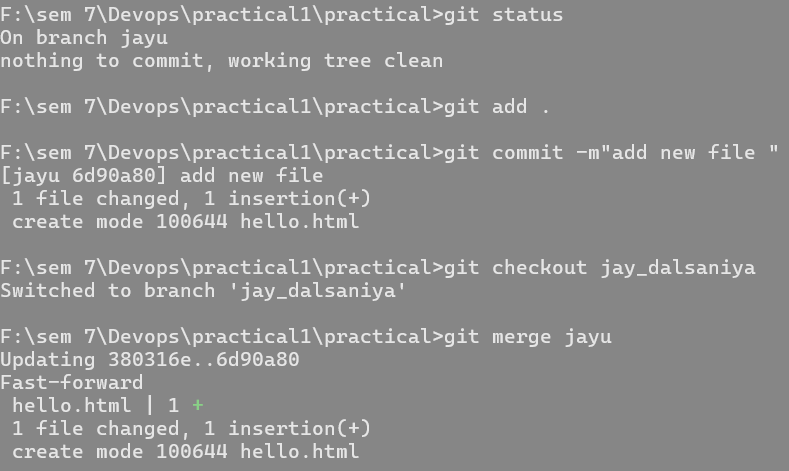 F:\sem 7\Devops\practical1\practical>git status
On branch jayu
nothing to commit, working tree clean
F:\sem 7\Devops\practical1\practical>git add .
F:\sem 7\Devops\practical1\practical>git commit -m"add new file "
[jayu 6d90a80] add new file
 1 file changed, 1 insertion(+)
 create mode 100644 hello.html
F:\sem 7\Devops\practical1\practical>git checkout jay_dalsaniya
Switched to branch 'jay_dalsaniya'
F:\sem 7\Devops\practical1\practical>git merge jayu
Updating 380316e..6d90a80
Fast-forward
 hello.html | 1 +
 1 file changed, 1 insertion(+)
 create mode 100644 hello.html